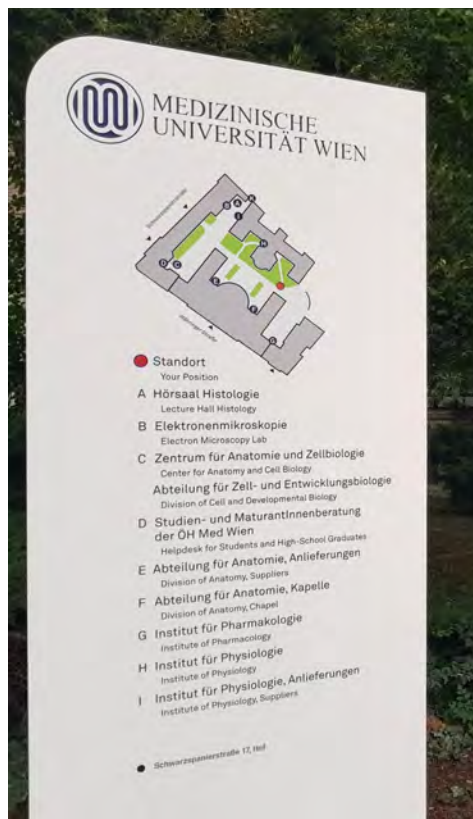 MEDIZINISCHE
UNIVERSITÄT WIEN
Standort
Your Position
A Hörsaal Histologie
Lecture Hall Histology
B Elektronenmikroskopie
Electron Microscopy Lab
C Zentrum für Anatomie und Zellbiologie
Center for Anatomy and Cell Biology
Abteilung für Zell- und Entwicklungsbiologie
Division of Cell and Developmental Biology
D Studien- und MaturantInnenberatung
der ÖH Med Wien
Helpdesk for Students and High-School Graduates
E Abteilung für Anatomie, Anlieferungen
Division of Anatomy, Suppliers
F Abteilung für Anatomie, Kapelle
Division of Anatomy, Chapel
G Institut für Pharmakologie
Institute of Pharmacology
H Institut für Physiologie
Institute of Physiology
I Institut für Physiologie, Anlieferungen
Institute of Physiology, Suppliers
Schwarzspanierstraße 17, Hof